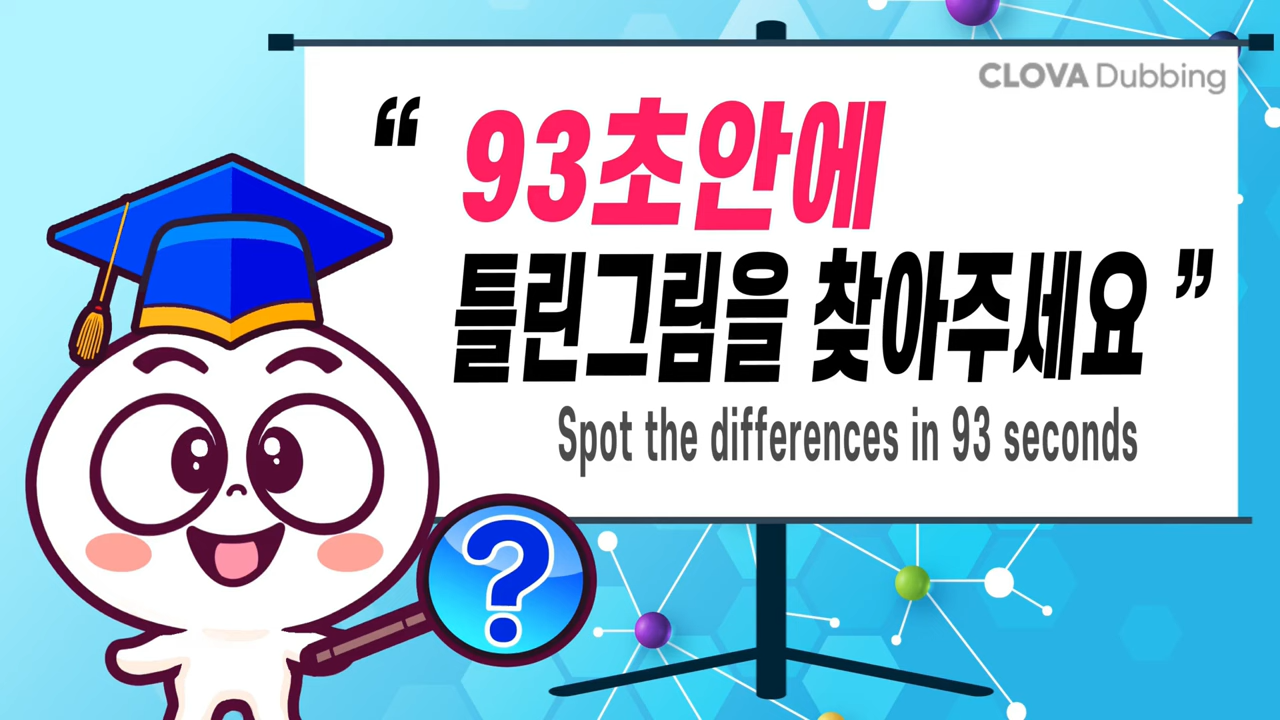 CLOVA Dubbing
“ 93초안에
틀린그림을 찾아주세요 ”
Spot the differences in 93 seconds
?